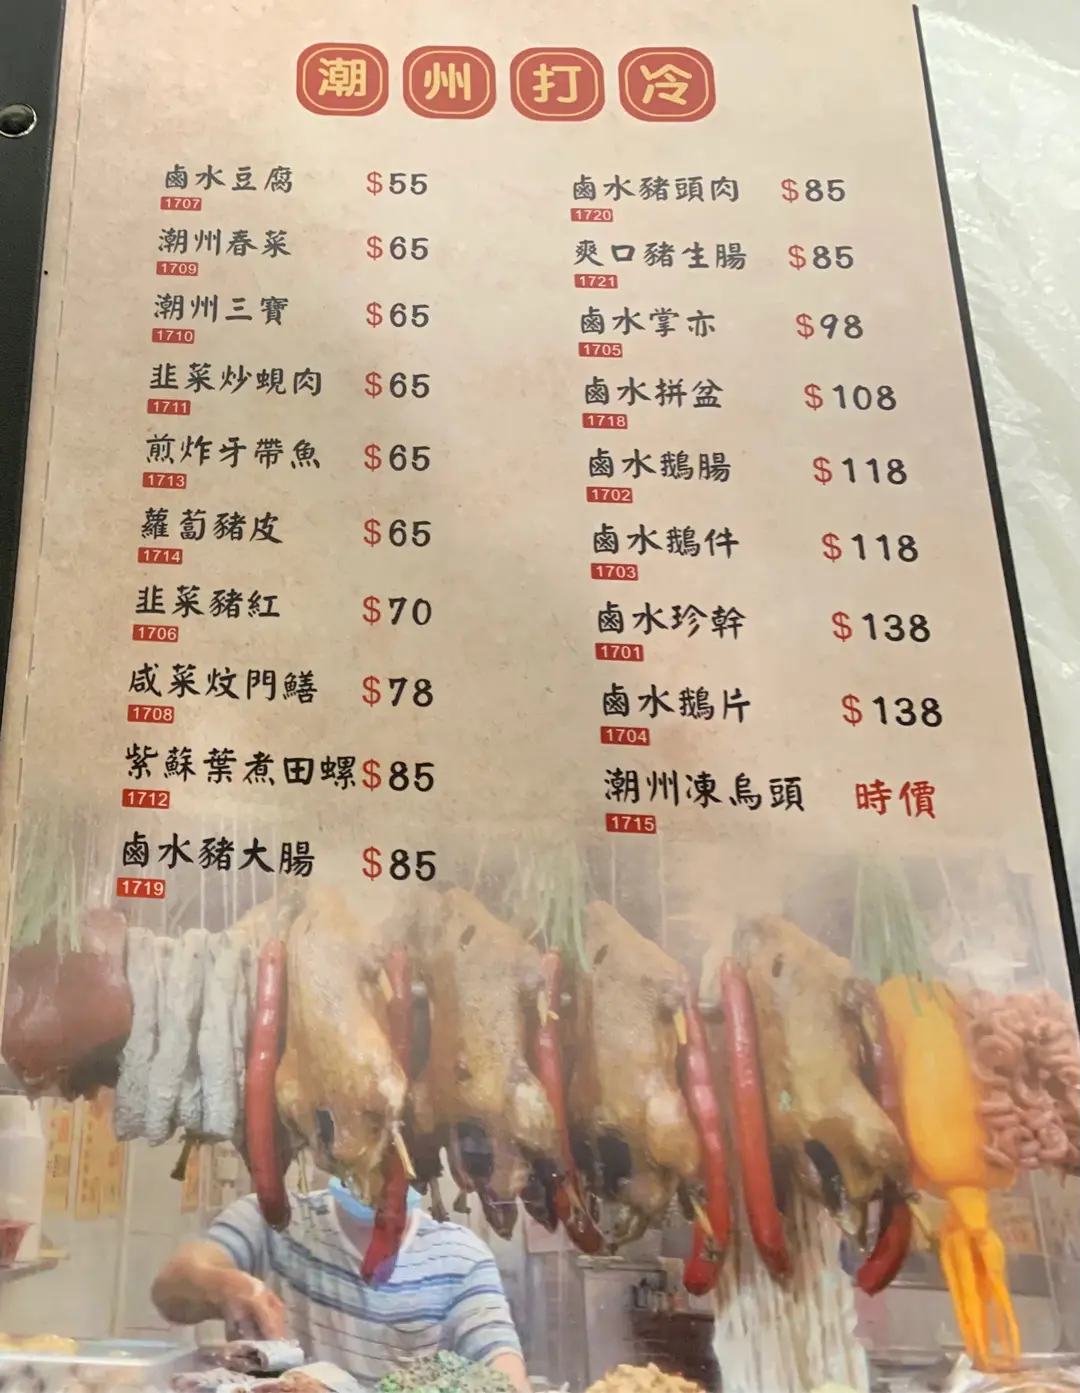 潮州打冷
鹵水豆腐 $55
1707
潮州春菜 $65
1709
潮州三寶 $65
1710
韭菜炒蜆肉 $65
1711
煎炸牙帶魚 $65
1713
蘿蔔豬皮 $65
1714
韭菜豬紅 $70
1706
咸菜炆門鱔 $78
1708
紫蘇葉煮田螺 $85
1712
鹵水豬大腸 $85
1719
鹵水豬頭肉 $85
1720
爽口豬生腸 $85
1721
鹵水掌亦 $98
1705
鹵水拼盆 $108
1718
鹵水鵝腸 $118
1702
鹵水鵝件 $118
1703
鹵水珍幹 $138
1701
鹵水鵝片 $138
1704
潮州凍烏頭 時價
1715